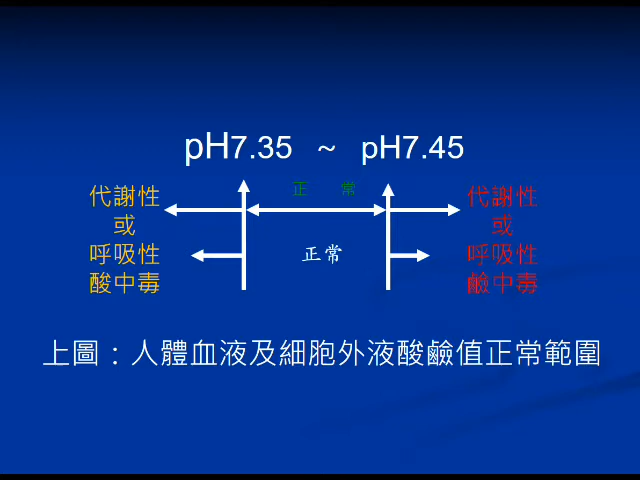 pH7.35 ~ pH7.45
正 常
代謝性
或
呼吸性
酸中毒
正常
代謝性
或
呼吸性
鹼中毒
上圖：人體血液及細胞外液酸鹼值正常範圍